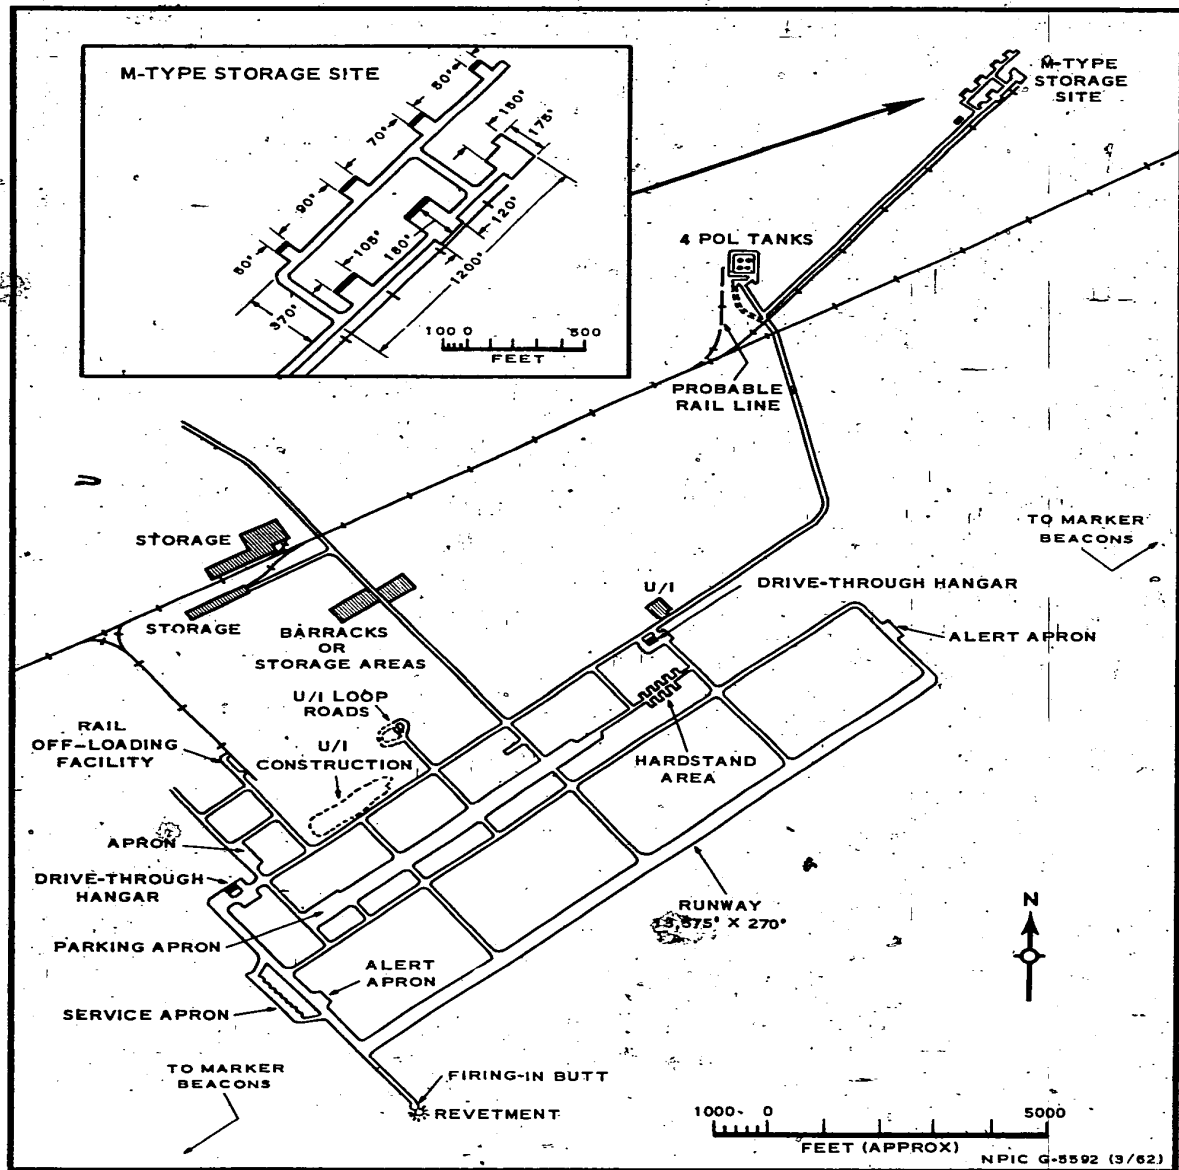 M-TYPE STORAGE SITE
50'
70'
90'
50'
150'
175'
120'
105'
180'
1200'
370'
100 0 500
FEET
M-TYPE
STORAGE
SITE
4 POL TANKS
PROBABLE
RAIL LINE
TO MARKER
BEACONS
STORAGE
STORAGE
BARRACKS
OR
STORAGE AREAS
U/I
DRIVE-THROUGH HANGAR
ALERT APRON
U/I LOOP
ROADS
RAIL
OFF-LOADING
FACILITY
U/I
CONSTRUCTION
HARDSTAND
AREA
APRON
DRIVE-THROUGH
HANGAR
PARKING APRON
RUNWAY
X 270'
N
ALERT
APRON
SERVICE APRON
TO MARKER
BEACONS
FIRING-IN BUTT
REVETMENT
1000 0 5000
FEET (APPROX)
NPIC G-5592 (3/62)